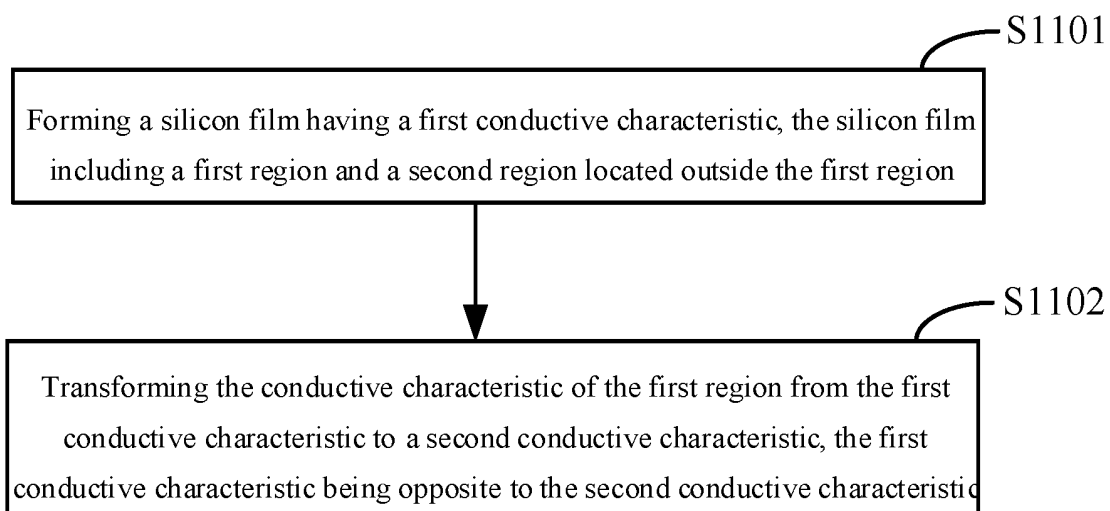 S1101
Forming a silicon film having a first conductive characteristic, the silicon film
including a first region and a second region located outside the first region
S1102
Transforming the conductive characteristic of the first region from the first
conductive characteristic to a second conductive characteristic, the first
conductive characteristic being opposite to the second conductive characteristic